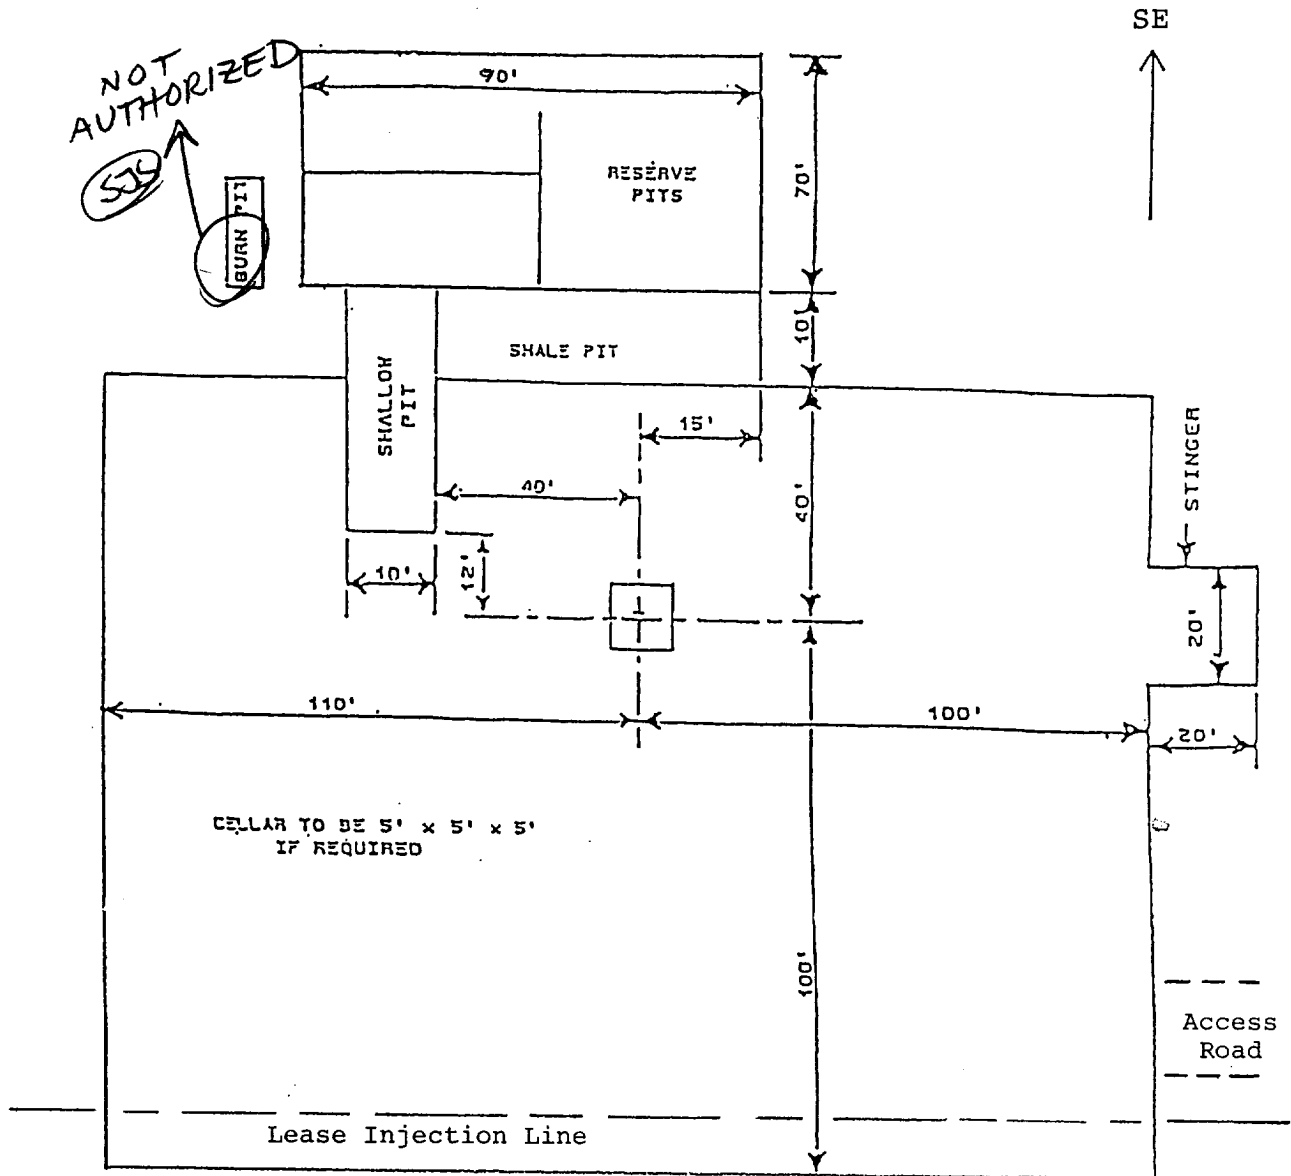 SE
NOT
AUTHORIZED
SJS
90'
RESERVE
PITS
70'
BURN PIT
10'
SHALE PIT
SHALLOW
PIT
15'
40'
40'
STINGER
10'
12'
20'
110'
100'
20'
CELLAR TO BE 5' x 5' x 5'
IF REQUIRED
100'
Access
Road
Lease Injection Line